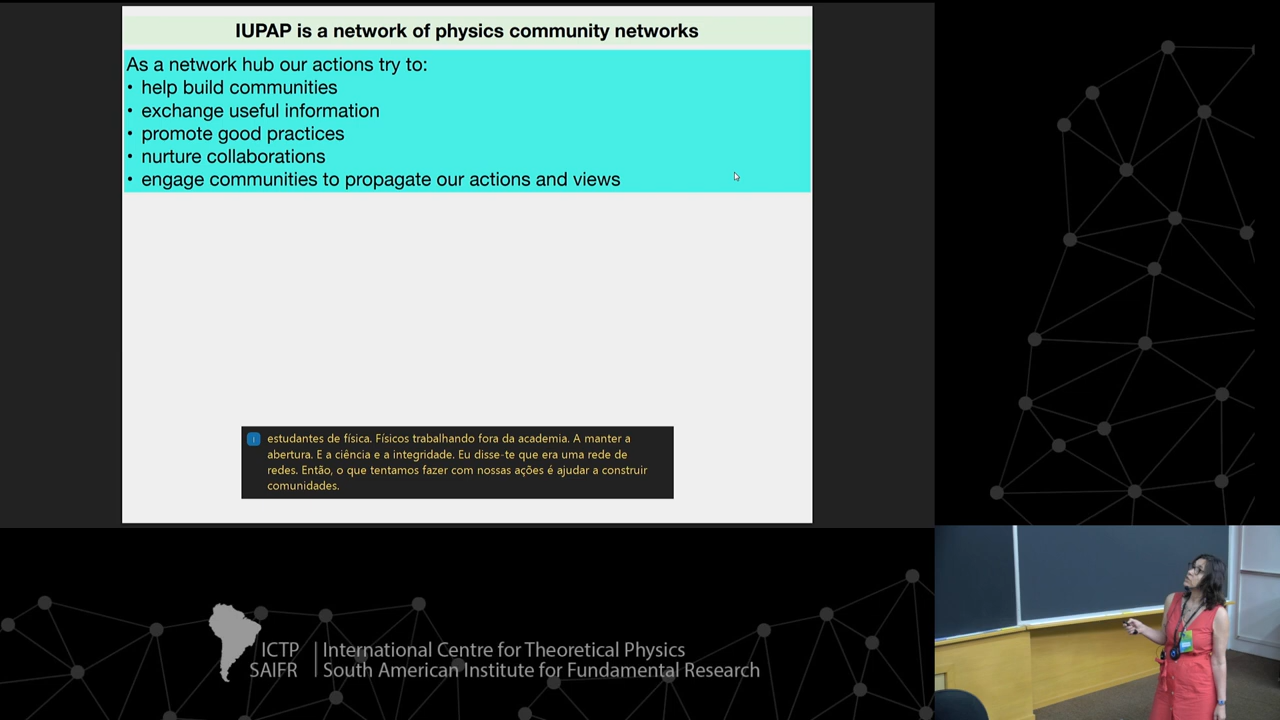 IUPAP is a network of physics community networks
As a network hub our actions try to:
• help build communities
• exchange useful information
• promote good practices
• nurture collaborations
• engage communities to propagate our actions and views
estudantes de física. Físicos trabalhando fora da academia. A manter a
abertura. E a ciência e a integridade. Eu disse-te que era uma rede de
redes. Então, o que tentamos fazer com nossas ações é ajudar a construir
comunidades.
ICTP | International Centre for Theoretical Physics
SAIFR | South American Institute for Fundamental Research